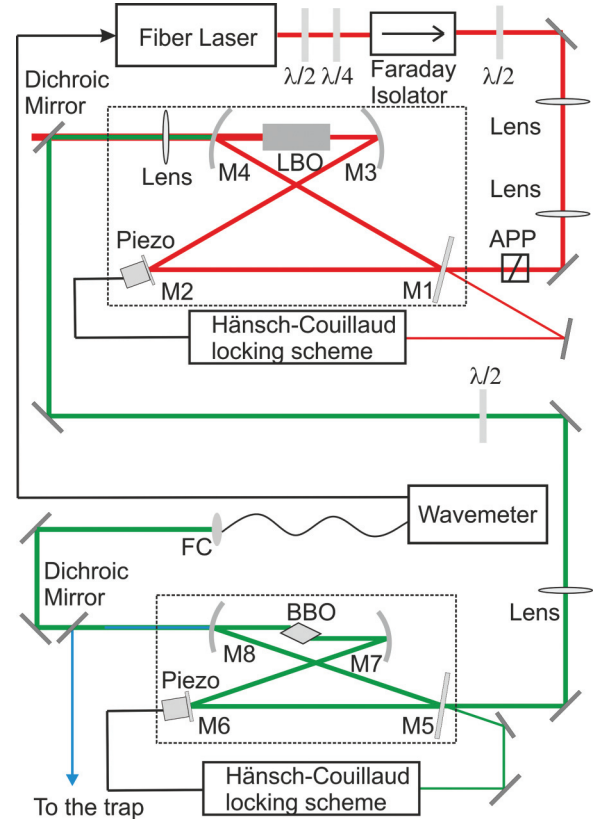 Fiber Laser
λ/2
λ/4
Faraday
Isolator
λ/2
Dichroic
Mirror
Lens
M4
LBO
M3
Lens
Lens
Piezo
M2
M1
APP
Hänsch-Couillaud
locking scheme
λ/2
Wavemeter
FC
Dichroic
Mirror
BBO
M8
M7
Lens
Piezo
M6
M5
Hänsch-Couillaud
locking scheme
To the trap